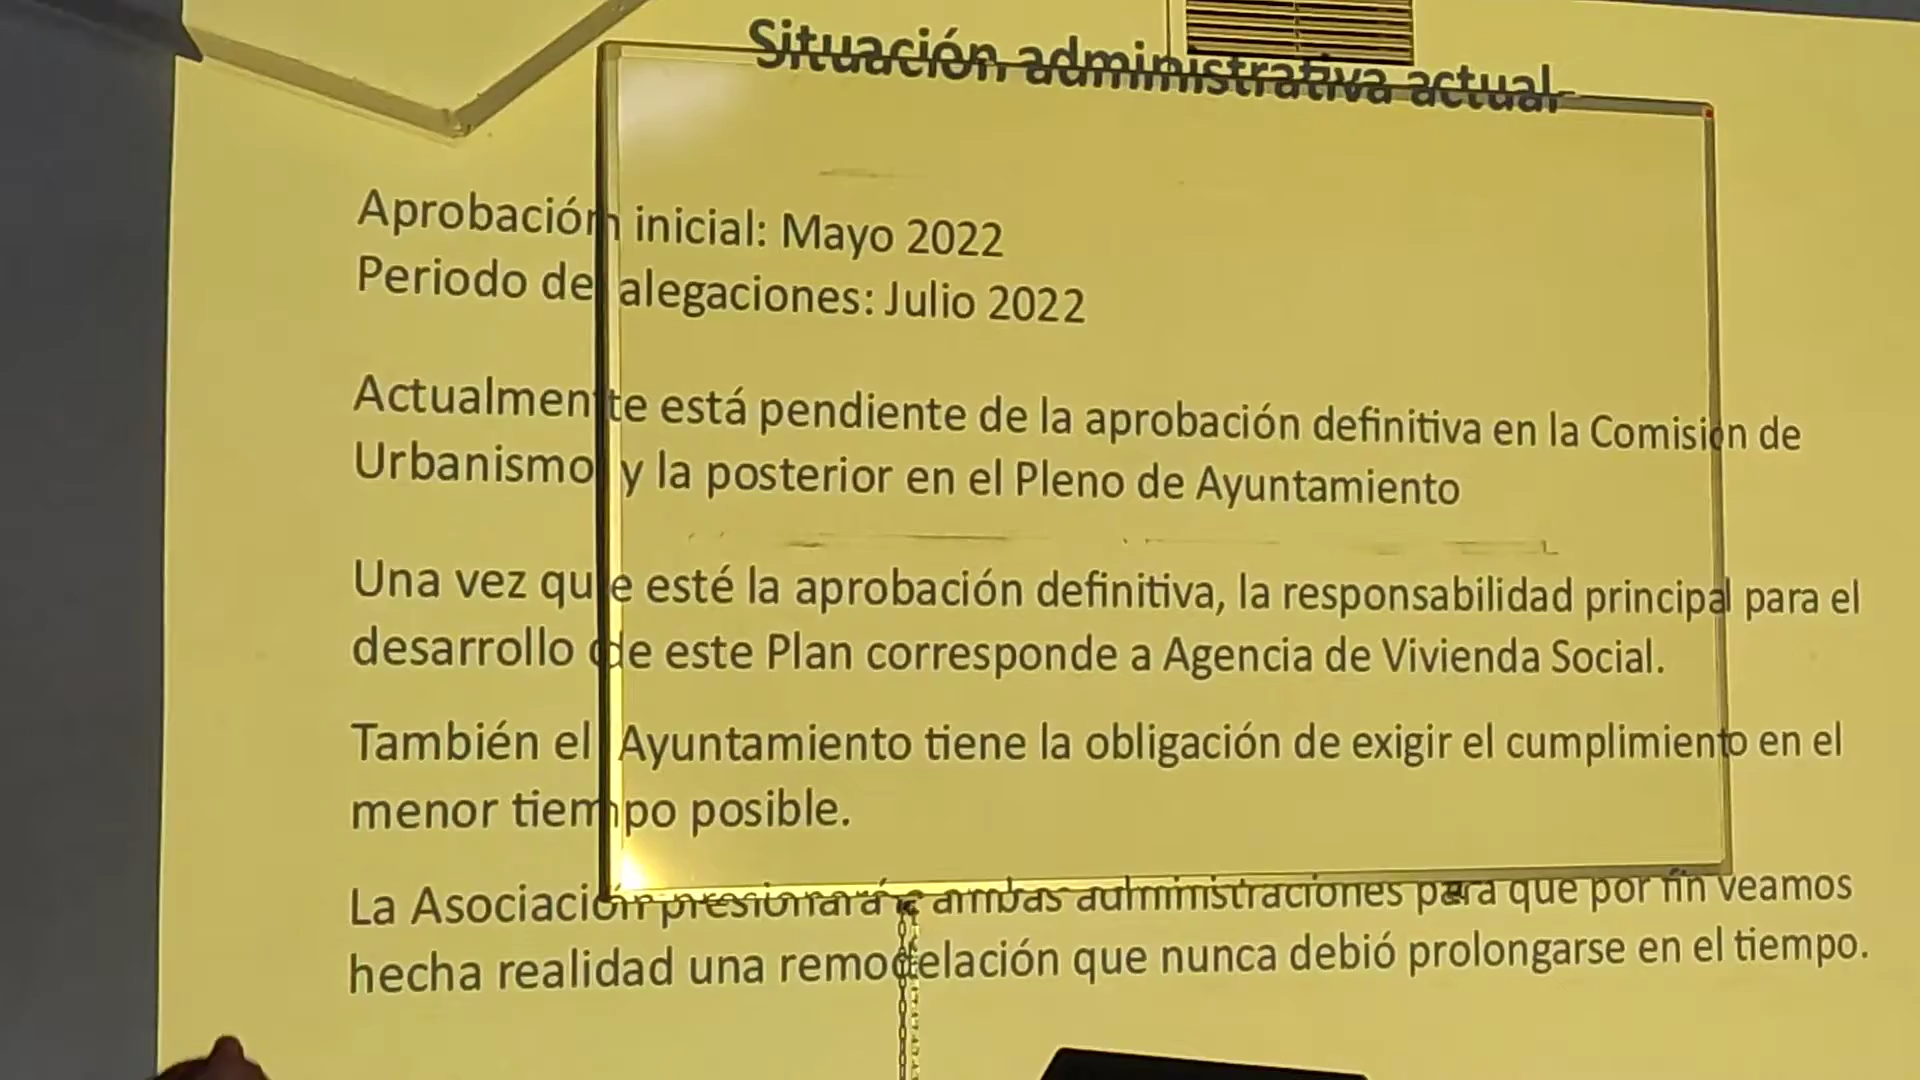 Situación administrativa actual
Aprobación inicial: Mayo 2022
Periodo de alegaciones: Julio 2022
Actualmente está pendiente de la aprobación definitiva en la Comisión de
Urbanismo y la posterior en el Pleno de Ayuntamiento
Una vez que esté la aprobación definitiva, la responsabilidad principal para el
desarrollo de este Plan corresponde a Agencia de Vivienda Social.
También el Ayuntamiento tiene la obligación de exigir el cumplimiento en el
menor tiempo posible.
La Asociación presionará a ambas administraciones para que por fin veamos
hecha realidad una remodelación que nunca debió prolongarse en el tiempo.